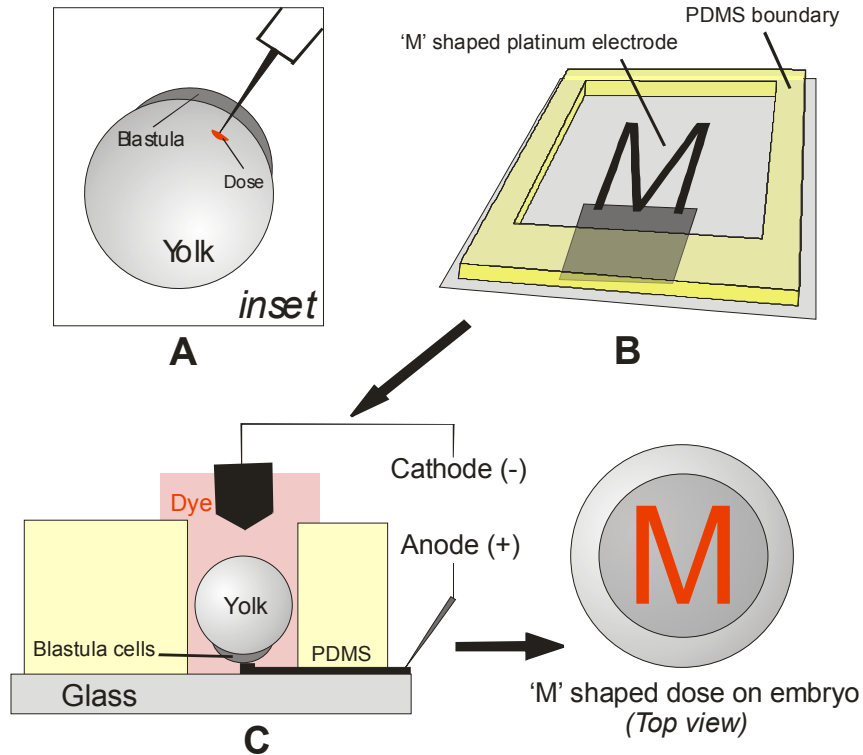 Blastula
Dose
Yolk
inset
A
PDMS boundary
‘M’ shaped platinum electrode
M
B
Cathode (-)
Dye
Anode (+)
Yolk
Blastula cells
PDMS
Glass
C
M
‘M’ shaped dose on embryo
(Top view)